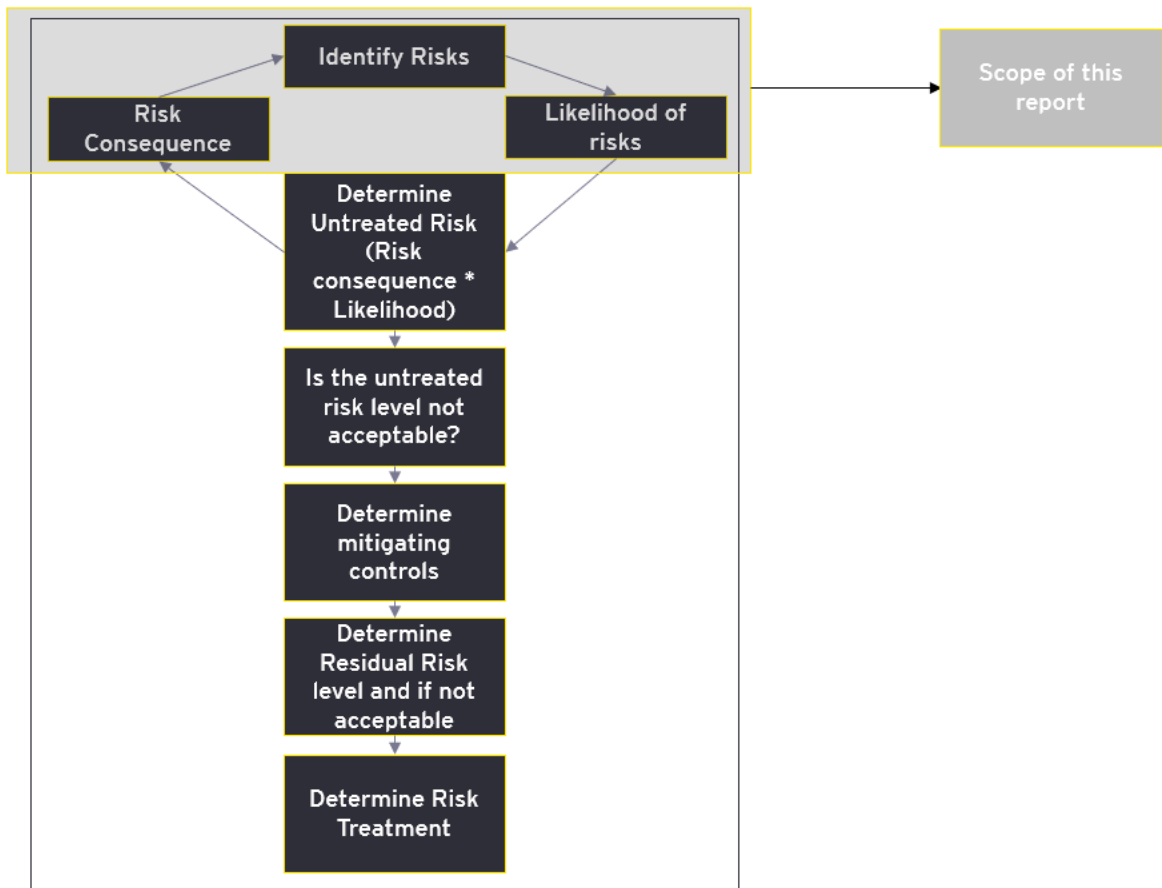 Identify Risks
Scope of this
report
Risk
Consequence
Likelihood of
risks
Determine
Untreated Risk
(Risk
consequence *
Likelihood)
Is the untreated
risk level not
acceptable?
Determine
mitigating
controls
Determine
Residual Risk
level and if not
acceptable
Determine Risk
Treatment